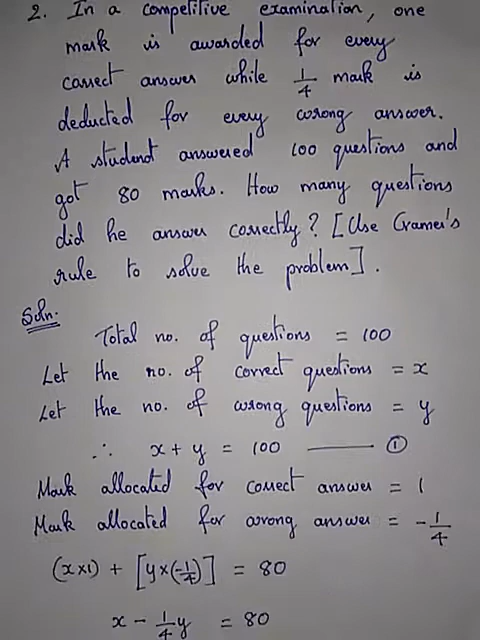 2. In a competitive examination, one
mark is awarded for every
correct answer while 1/4 mark is
deducted for every wrong answer.
A student answered 100 questions and
got 80 marks. How many questions
did he answer correctly? [Use Cramer's
rule to solve the problem].
Soln.
Total no. of questions = 100
Let the no. of correct questions = x
Let the no. of wrong questions = y
∴ x + y = 100 ——— ①
Mark allocated for correct answer = 1
Mark allocated for wrong answer = -1/4
(x×1) + [y×(-1/4)] = 80
x - 1/4 y = 80